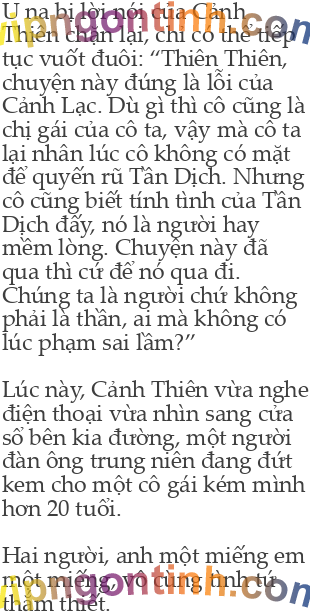 U na bị lời nói của Cảnh
Thiên chặn lại, chỉ có thể tiếp
tục vuốt đuôi: “Thiên Thiên,
chuyện này đúng là lỗi của
Cảnh Lạc. Dù gì thì cô cũng là
chị gái của cô ta, vậy mà cô ta
lại nhân lúc cô không có mặt
để quyến rũ Tần Dịch. Nhưng
cô cũng biết tính tình của Tần
Dịch đấy, nó là người hay
mềm lòng. Chuyện này đã
qua thì cứ để nó qua đi.
Chúng ta là người chứ không
phải là thần, ai mà không có
lúc phạm sai lầm?”
Lúc này, Cảnh Thiên vừa nghe
điện thoại vừa nhìn sang cửa
sổ bên kia đường, một người
đàn ông trung niên đang đứt
kem cho một cô gái kém mình
hơn 20 tuổi.
Hai người, anh một miếng em
một miếng, vô cùng tình tứ
thắm thiết.
vipngontinh.com
vipngontinh.com